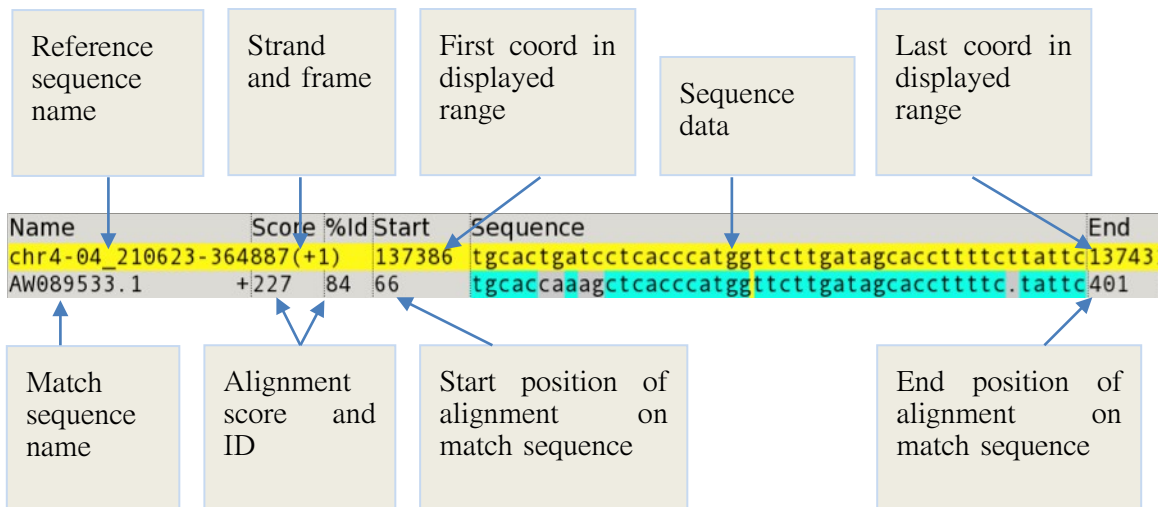 Reference
sequence
name
Strand
and frame
First coord in
displayed
range
Sequence
data
Last coord in
displayed
range
Name Score %Id Start Sequence End
chr4-04_210623-364887(+1) 137386 tgcactgatcctcacccatggttcttgatagcaccttttcttattc 13743
AW089533.1 +227 84 66 tgcaccaaagctcacccatggttcttgatagcaccttttc.tattc 401
Match
sequence
name
Alignment
score and
ID
Start position of
alignment on
match sequence
End position of
alignment on
match sequence